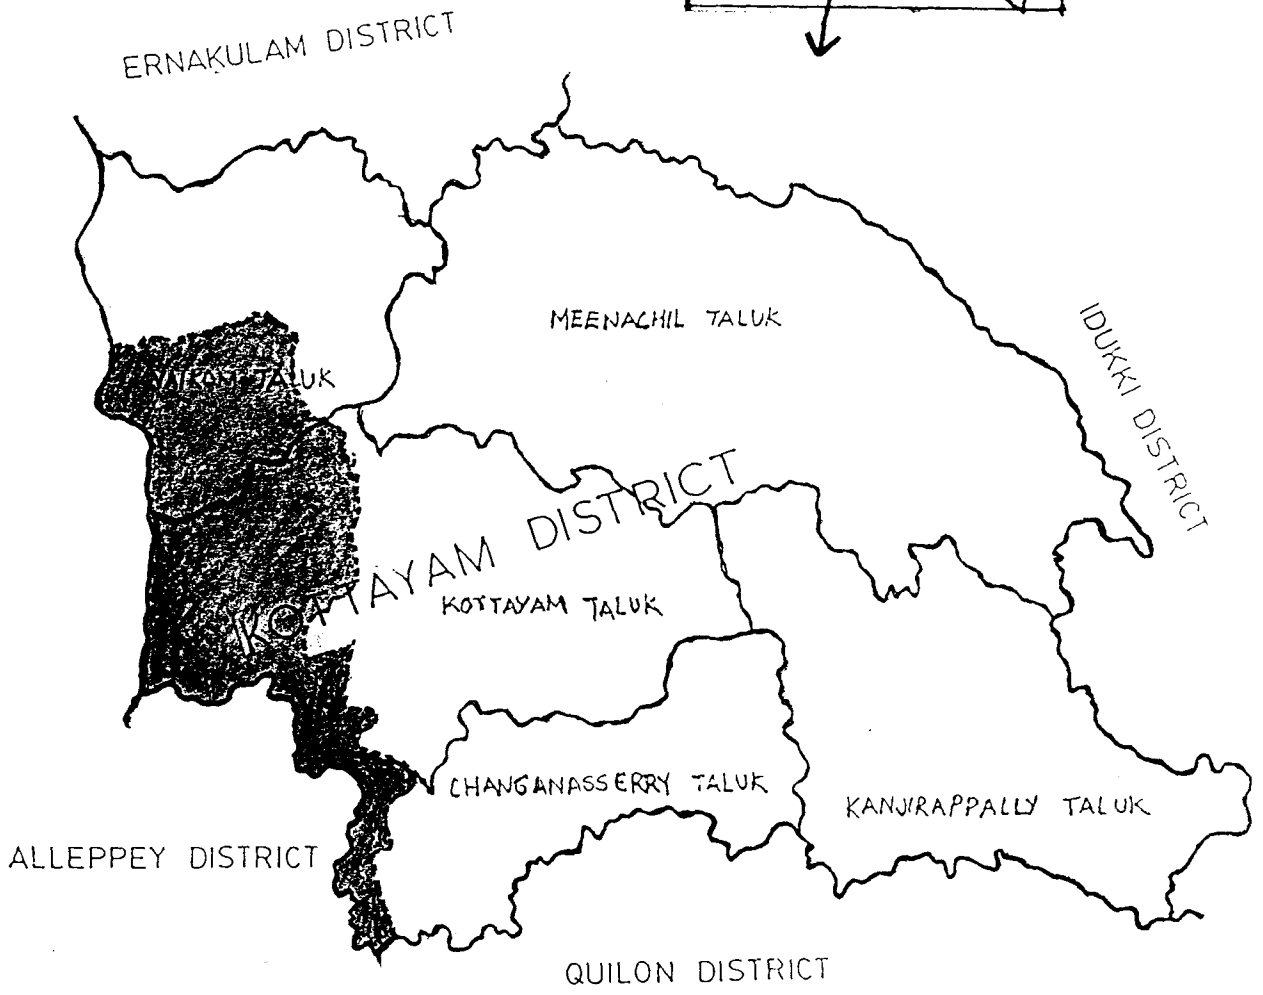 ERNAKULAM DISTRICT
MEENACHIL TALUK
IDUKKI DISTRICT
VAIKOM TALUK
KOTTAYAM DISTRICT
KOTTAYAM TALUK
CHANGANASSERRY TALUK
KANJIRAPPALLY TALUK
ALLEPPEY DISTRICT
QUILON DISTRICT